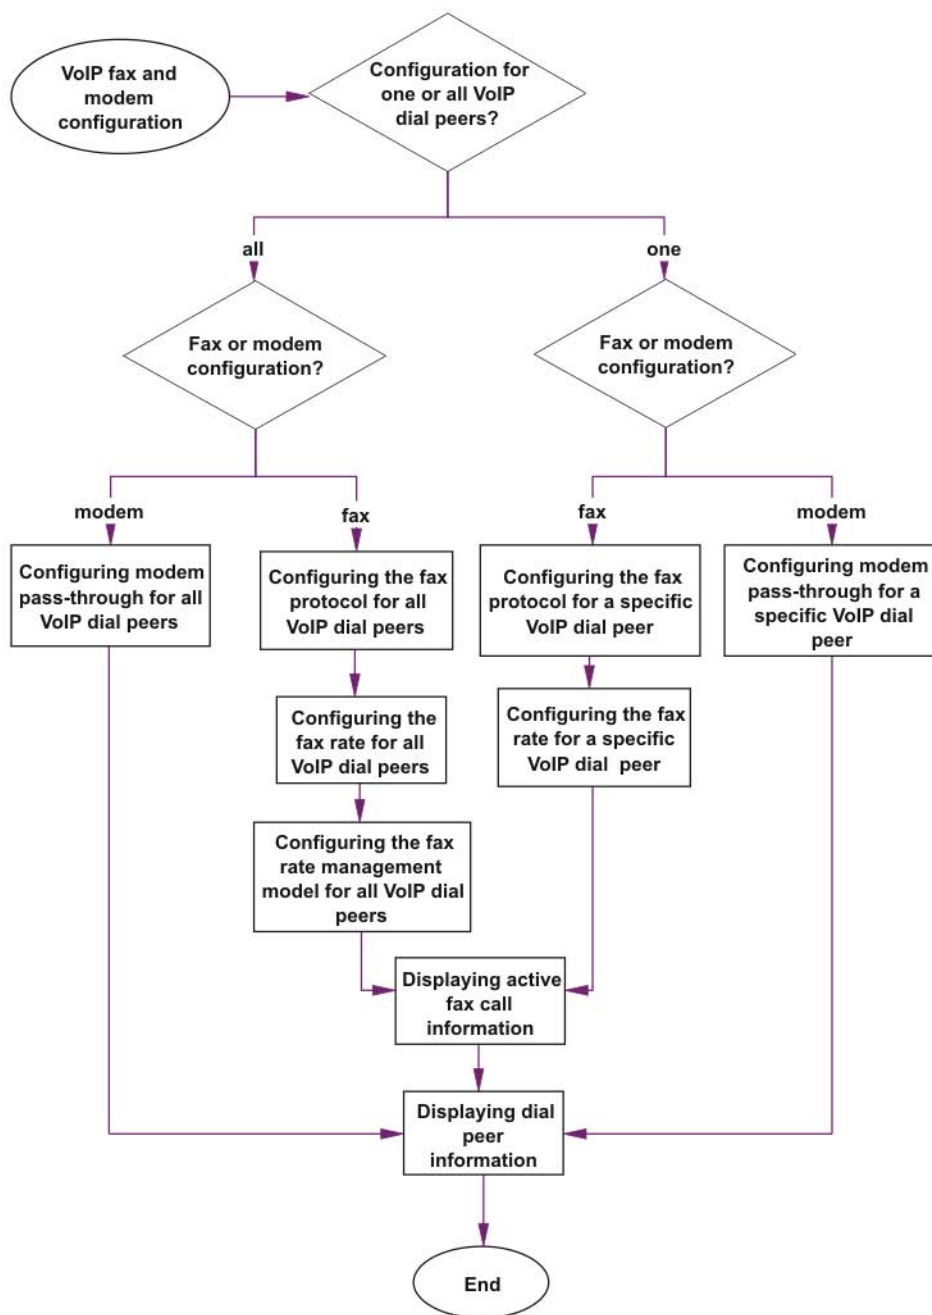 VoIP fax and
modem
configuration
Configuration for
one or all VoIP
dial peers?
all
one
Fax or modem
configuration?
Fax or modem
configuration?
modem
fax
fax
modem
Configuring modem
pass-through for all
VoIP dial peers
Configuring the fax
protocol for all
VoIP dial peers
Configuring the fax
protocol for a specific
VoIP dial peer
Configuring modem
pass-through for a
specific VoIP dial
peer
Configuring the
fax rate for all
VoIP dial peers
Configuring the fax
rate for a specific
VoIP dial peer
Configuring the fax
rate management
model for all VoIP dial
peers
Displaying active
fax call
information
Displaying dial
peer
information
End